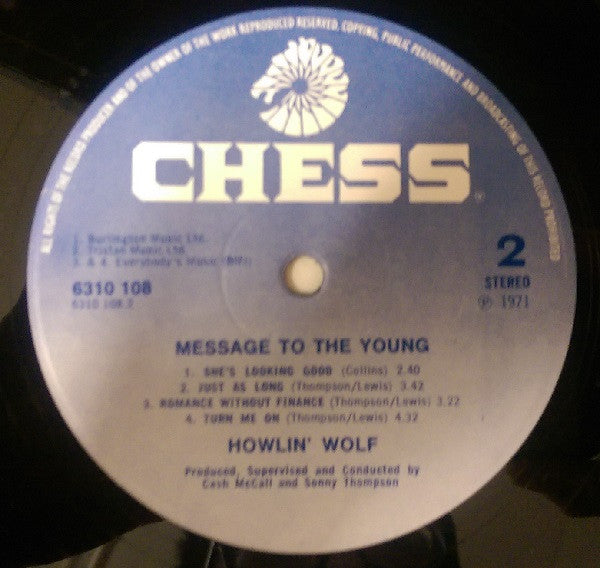 ALL RIGHTS OF THE RECORD PRODUCER AND OF THE OWNER OF THE WORK REPRODUCED RESERVED. COPYING, PUBLIC PERFORMANCE AND BROADCASTING OF THIS RECORD PROHIBITED
CHESS
1. Burlington Music Ltd.
2. Tristan Music Ltd.
3. & 4. Everybody's Music (BMI)
2
6310 108
STEREO
6310 108.2
℗ 1971
MESSAGE TO THE YOUNG
1. SHE'S LOOKING GOOD (Collins) 2.40
2. JUST AS LONG (Thompson/Lewis) 3.42
3. ROMANCE WITHOUT FINANCE (Thompson/Lewis) 3.22
4. TURN ME ON (Thompson/Lewis) 4.32
HOWLIN' WOLF
Produced, Supervised and Conducted by
Cash McCall and Sonny Thompson